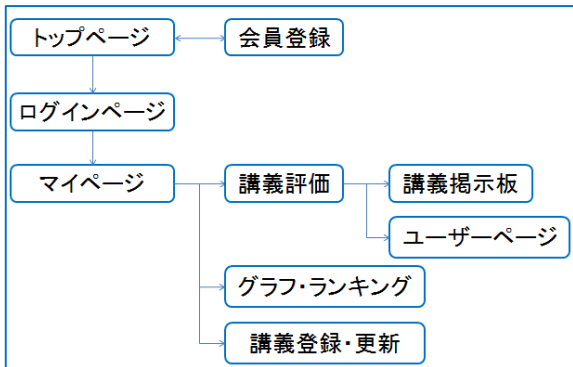 トップページ
会員登録
ログインページ
マイページ
講義評価
講義掲示板
ユーザーページ
グラフ・ランキング
講義登録・更新